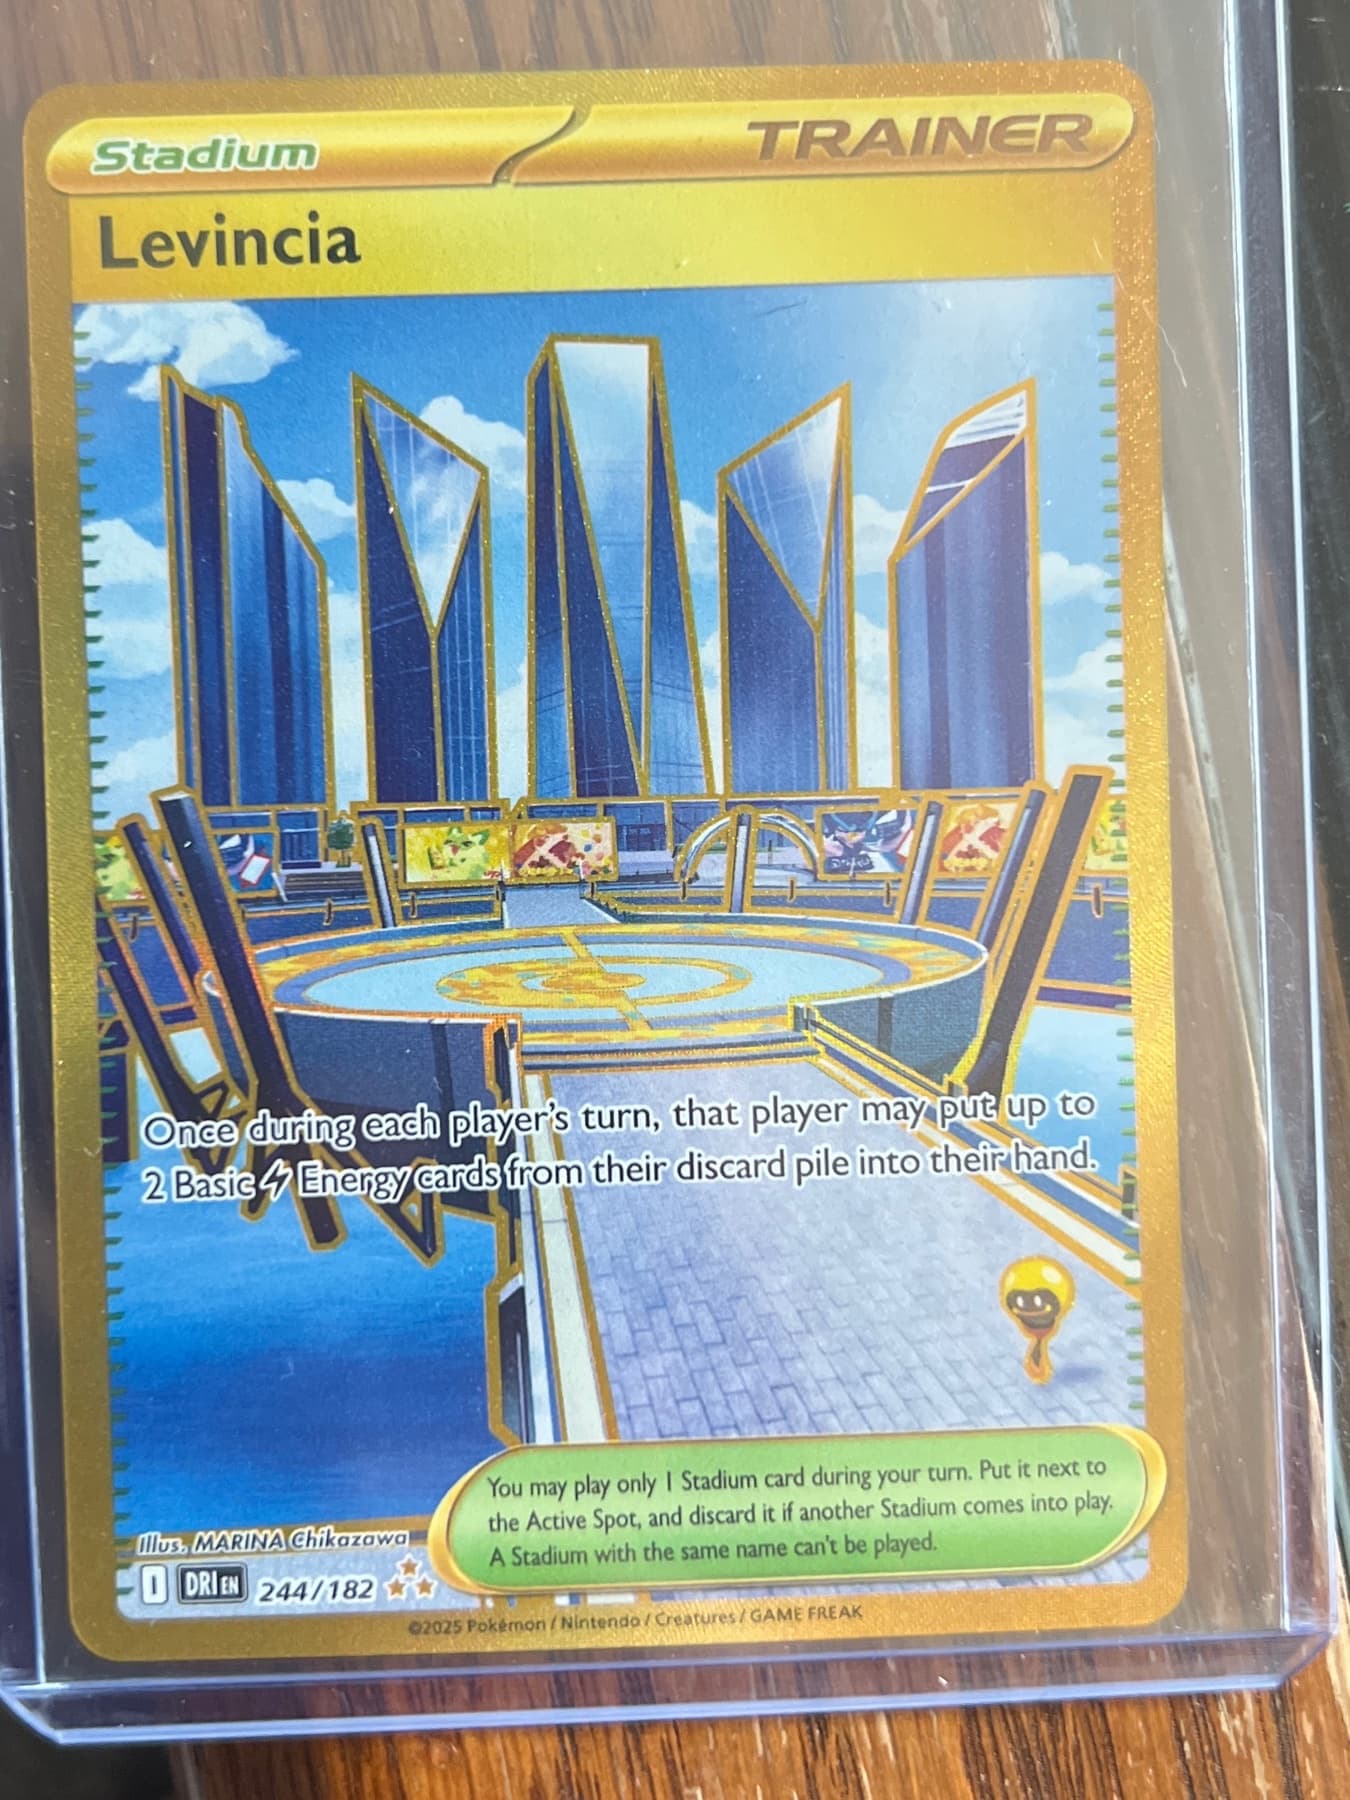 Stadium TRAINER
Levincia
Once during each player's turn, that player may put up to
2 Basic Energy cards from their discard pile into their hand.
You may play only 1 Stadium card during your turn. Put it next to
the Active Spot, and discard it if another Stadium comes into play.
A Stadium with the same name can't be played.
Illus. MARINA Chikazawa
I DRI EN 244/182
©2025 Pokémon / Nintendo / Creatures / GAME FREAK